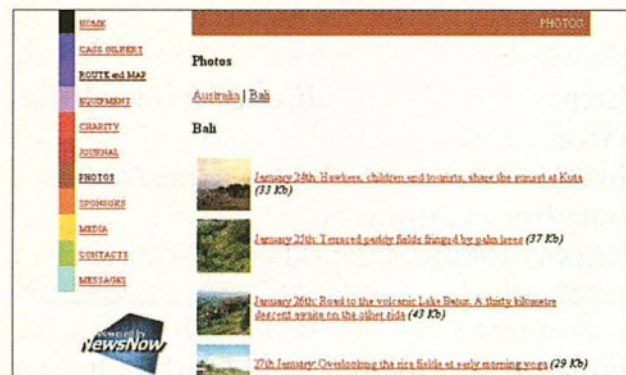 PHOTOS
HOME
CASS GILBERT
ROUTE and MAP
EQUIPMENT
CHARITY
JOURNAL
PHOTOS
SPONSORS
MEDIA
CONTACTS
MESSAGES
powered by
NewsNow
Photos
Australia | Bali
Bali
January 24th: Hawkers, children and tourists, share the sunset at Kuta
(33 Kb)
January 25th: Terraced paddy fields fringed by palm trees (37 Kb)
January 26th: Road to the volcanic Lake Batur. A thirty kilometre
descent awaits on the other side (43 Kb)
27th January: Overlooking the rice fields at early morning yoga (29 Kb)